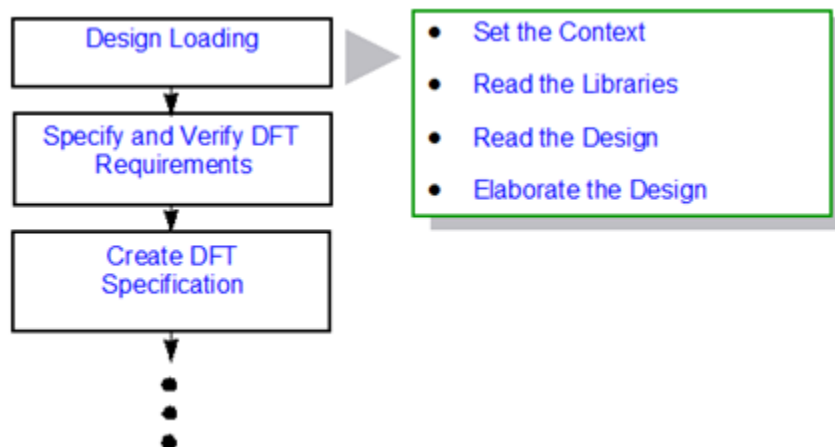 Design Loading
Specify and Verify DFT
Requirements
Create DFT
Specification
• Set the Context
• Read the Libraries
• Read the Design
• Elaborate the Design